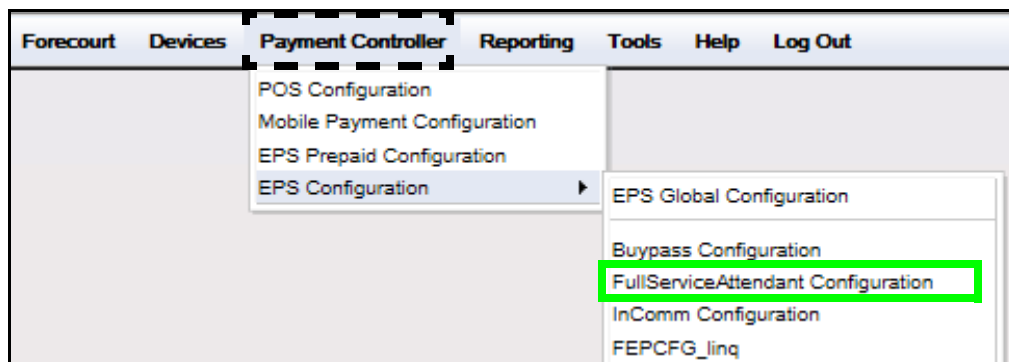 Forecourt Devices Payment Controller Reporting Tools Help Log Out
POS Configuration
Mobile Payment Configuration
EPS Prepaid Configuration
EPS Configuration
EPS Global Configuration
Buypass Configuration
FullServiceAttendant Configuration
InComm Configuration
FEPCFG_linq